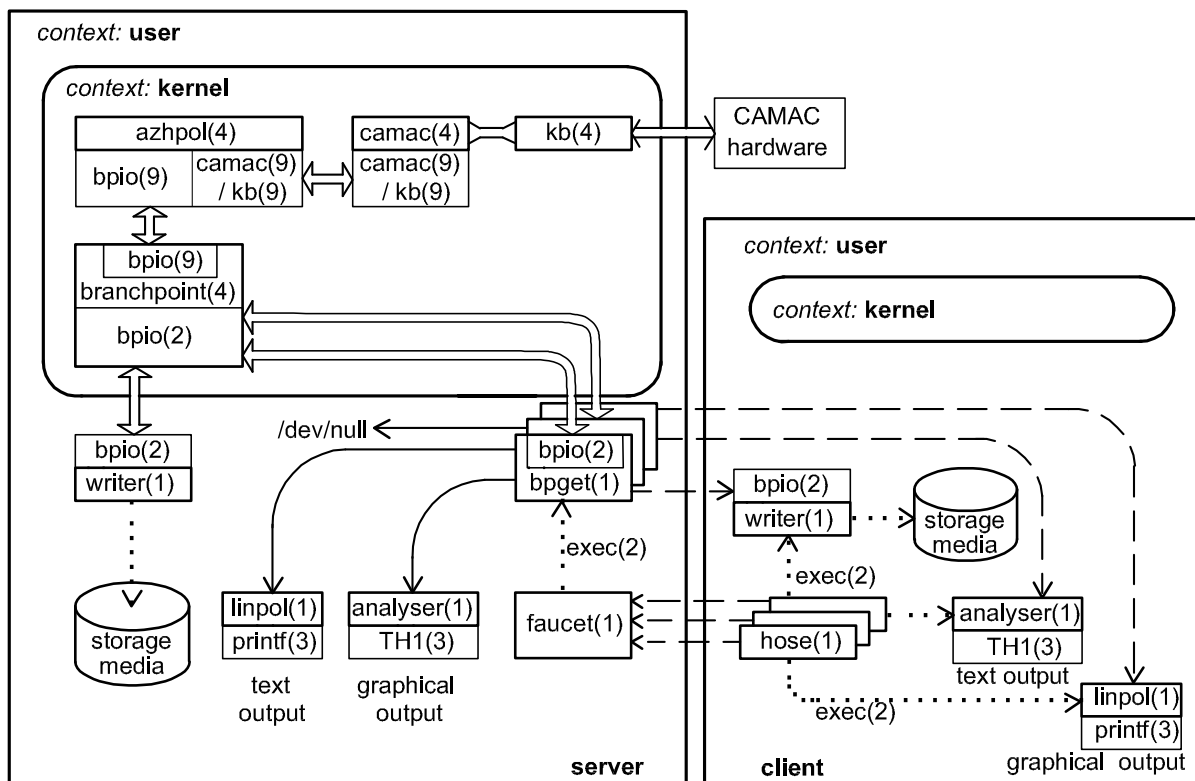 context: user
context: kernel
azhpol(4)
bpio(9)
camac(9)
/ kb(9)
camac(4)
camac(9)
/ kb(9)
kb(4)
CAMAC
hardware
bpio(9)
branchpoint(4)
bpio(2)
bpio(2)
writer(1)
storage
media
/dev/null
bpio(2)
bpget(1)
exec(2)
linpol(1)
printf(3)
text
output
analyser(1)
TH1(3)
graphical
output
faucet(1)
server
context: user
context: kernel
bpio(2)
writer(1)
storage
media
exec(2)
hose(1)
analyser(1)
TH1(3)
text output
exec(2)
linpol(1)
printf(3)
graphical output
client